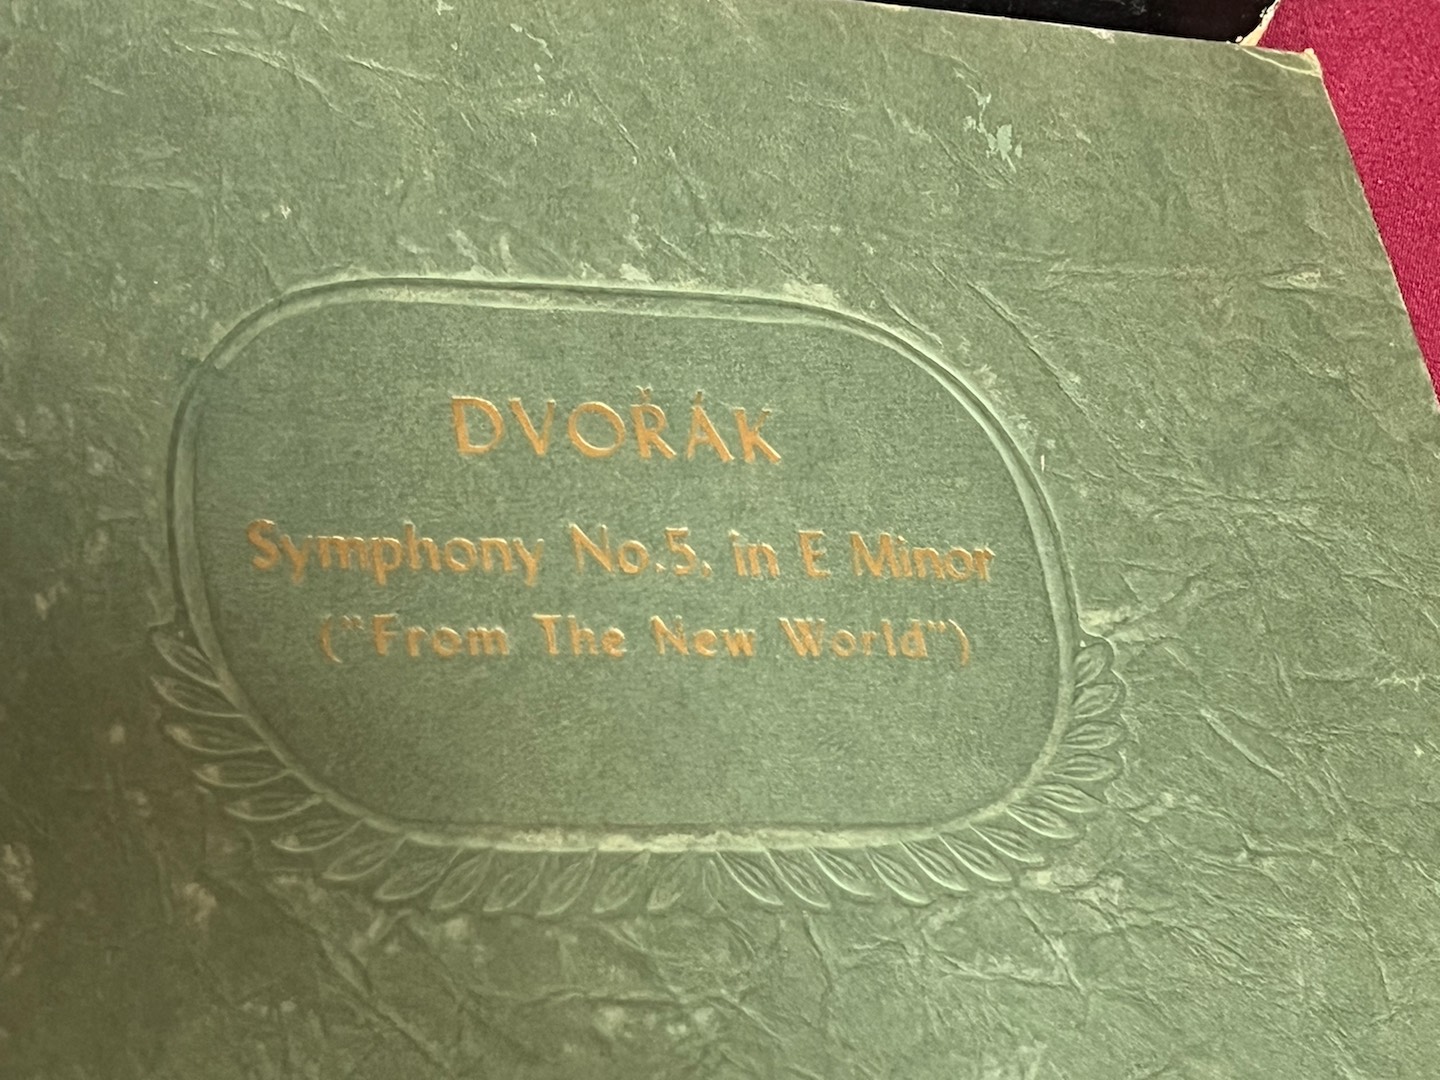 DVOŘÁK
Symphony No. 5, in E Minor
("From The New World")